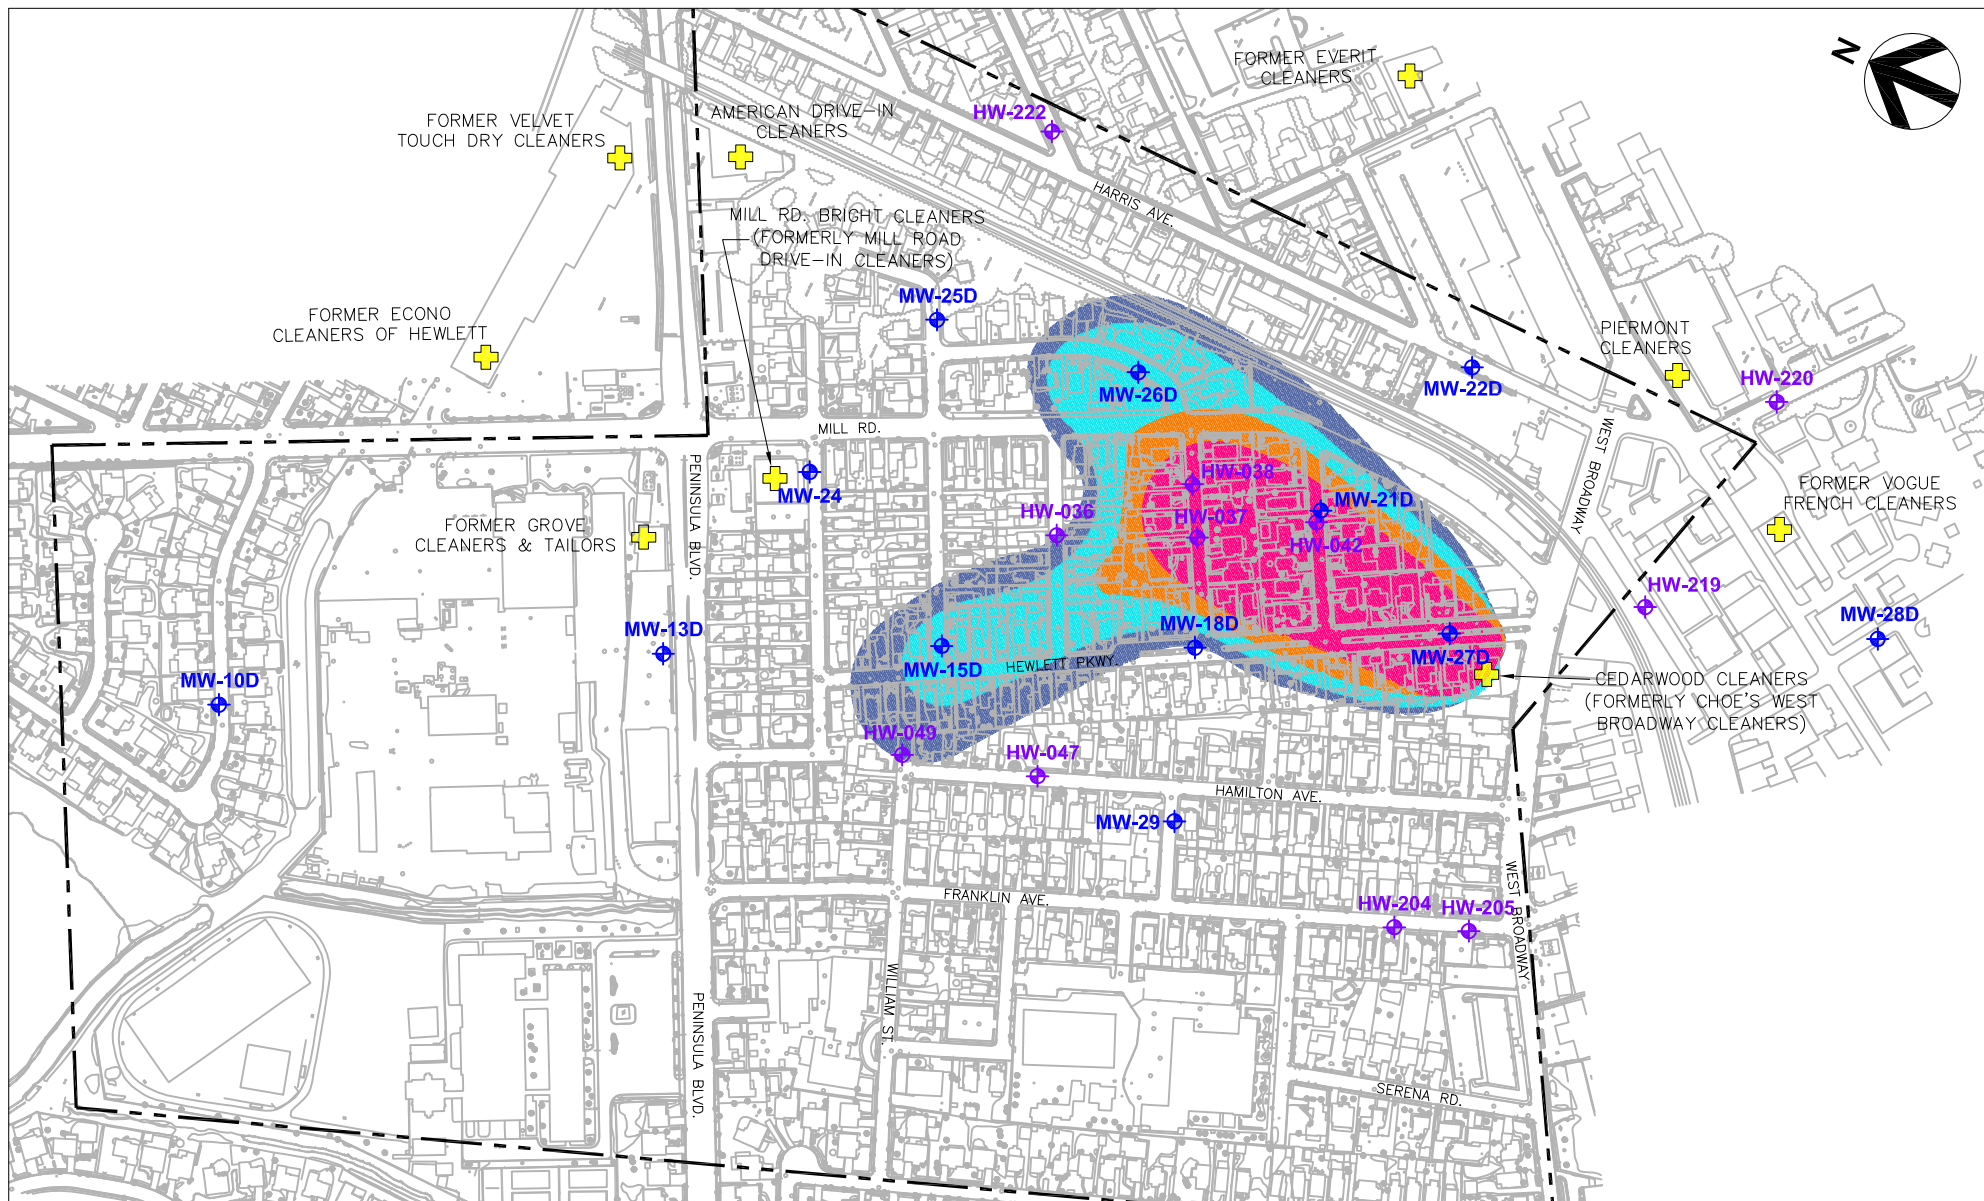 N
FORMER EVERIT
CLEANERS
FORMER VELVET
TOUCH DRY CLEANERS
AMERICAN DRIVE-IN
CLEANERS
HW-222
HARRIS AVE.
MILL RD. BRIGHT CLEANERS
(FORMERLY MILL ROAD
DRIVE-IN CLEANERS)
MW-25D
FORMER ECONO
CLEANERS OF HEWLETT
PIERMONT
CLEANERS
MW-26D
MW-22D
HW-220
MILL RD.
WEST BROADWAY
PENINSULA BLVD.
MW-24
HW-038
MW-21D
FORMER VOGUE
FRENCH CLEANERS
FORMER GROVE
CLEANERS & TAILORS
HW-036
HW-037
HW-042
HW-219
MW-28D
MW-13D
MW-18D
MW-10D
MW-15D
HEWLETT PKWY.
MW-27D
CEDARWOOD CLEANERS
(FORMERLY CHOE'S WEST
BROADWAY CLEANERS)
HW-049
HW-047
HAMILTON AVE.
MW-29
FRANKLIN AVE.
HW-204
HW-205
WEST BROADWAY
WILLIAM ST.
PENINSULA BLVD.
SERENA RD.